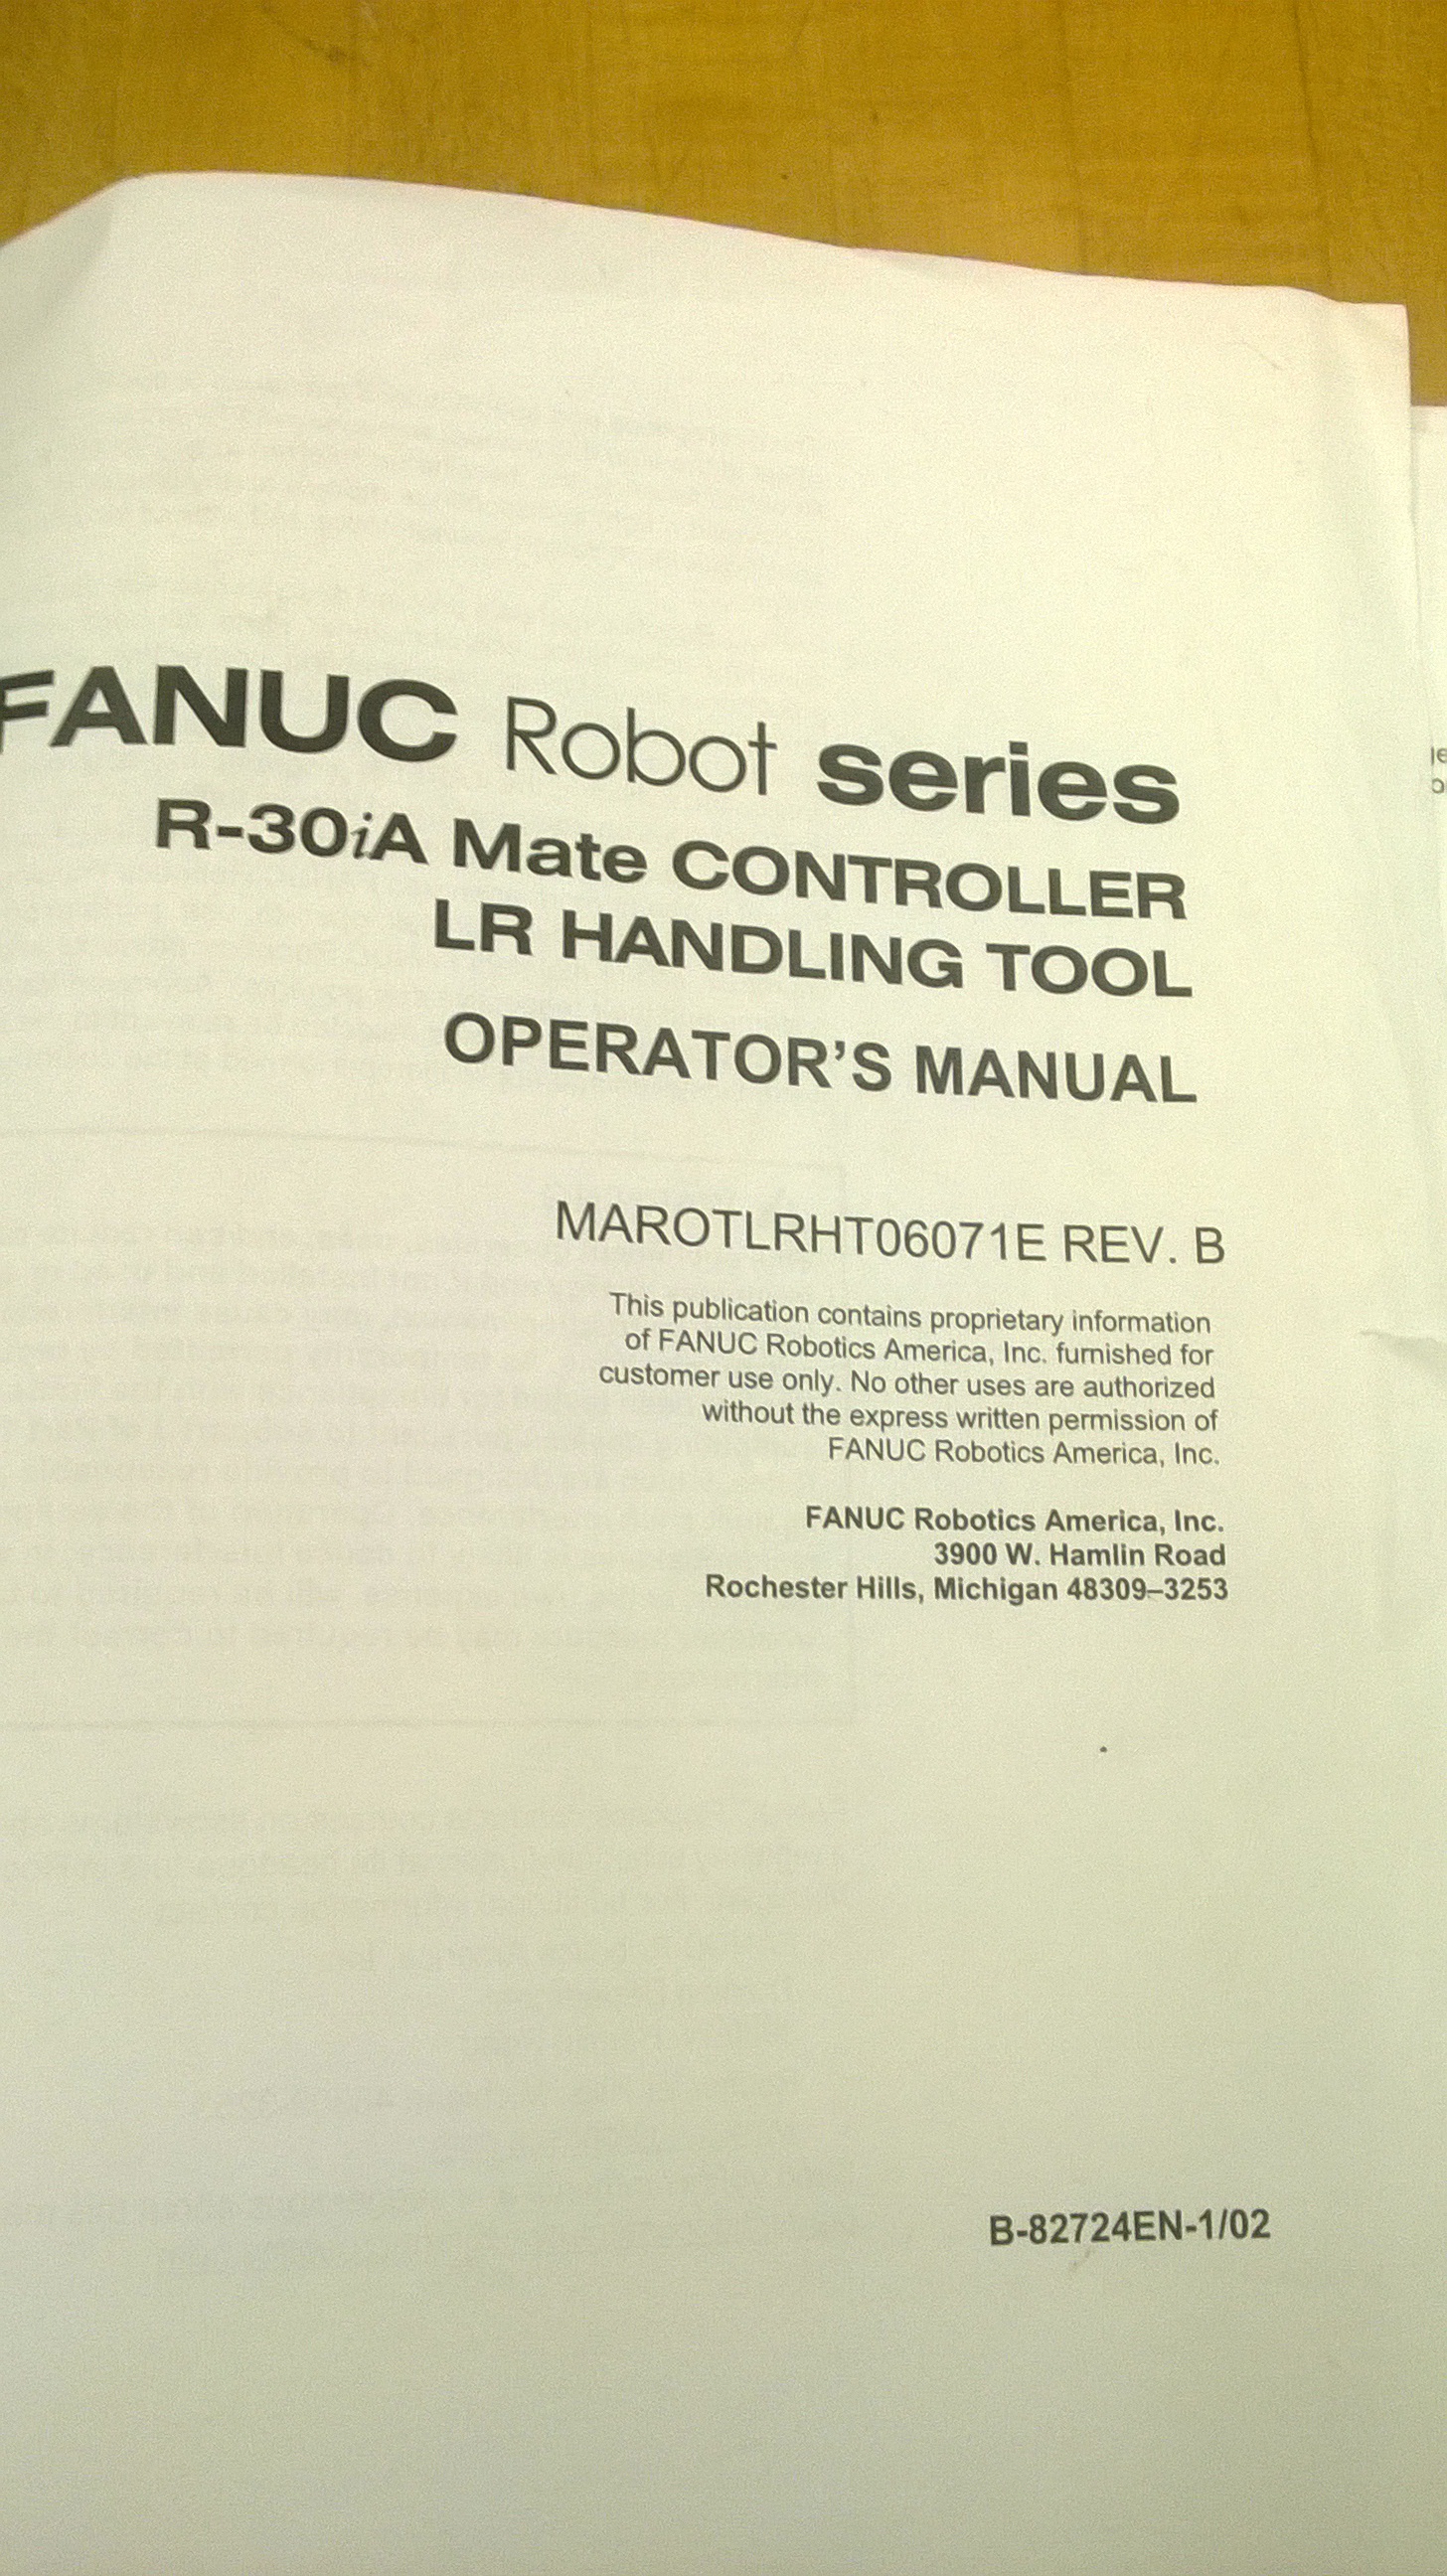 FANUC Robot series
R-30iA Mate CONTROLLER
LR HANDLING TOOL
OPERATOR'S MANUAL
MAROTLRHT06071E REV. B
This publication contains proprietary information
of FANUC Robotics America, Inc. furnished for
customer use only. No other uses are authorized
without the express written permission of
FANUC Robotics America, Inc.
FANUC Robotics America, Inc.
3900 W. Hamlin Road
Rochester Hills, Michigan 48309–3253
B-82724EN-1/02